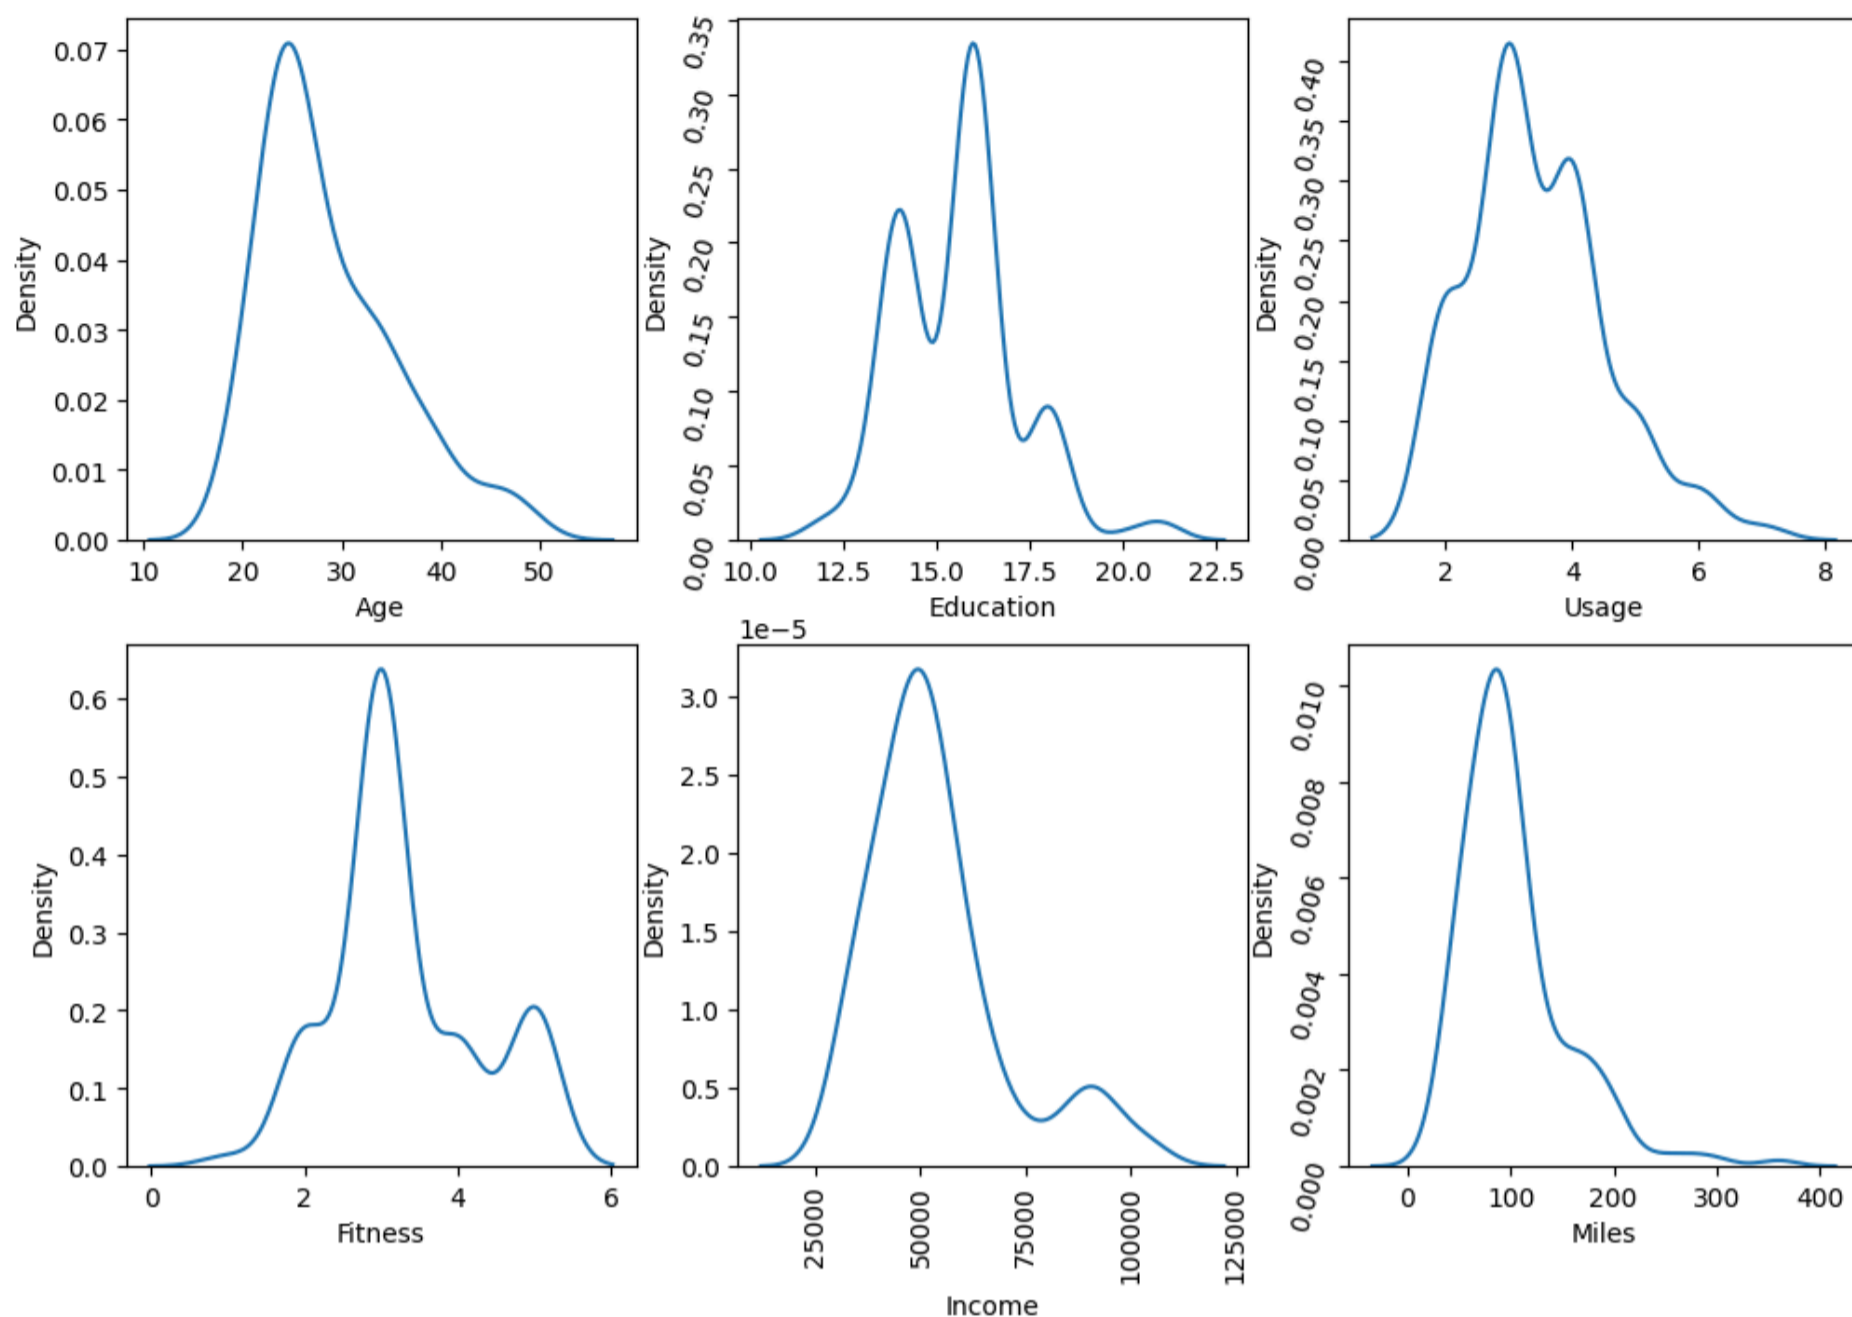 Density
0.07
0.06
0.05
0.04
0.03
0.02
0.01
0.00
10 20 30 40 50
Age
Density
0.35
0.30
0.25
0.20
0.15
0.10
0.05
0.00
10.0 12.5 15.0 17.5 20.0 22.5
Education
Density
0.40
0.35
0.30
0.25
0.20
0.15
0.10
0.05
0.00
2 4 6 8
Usage
Density
0.6
0.5
0.4
0.3
0.2
0.1
0.0
0 2 4 6
Fitness
1e−5
Density
3.0
2.5
2.0
1.5
1.0
0.5
0.0
25000 50000 75000 100000 125000
Income
Density
0.010
0.008
0.006
0.004
0.002
0.000
0 100 200 300 400
Miles